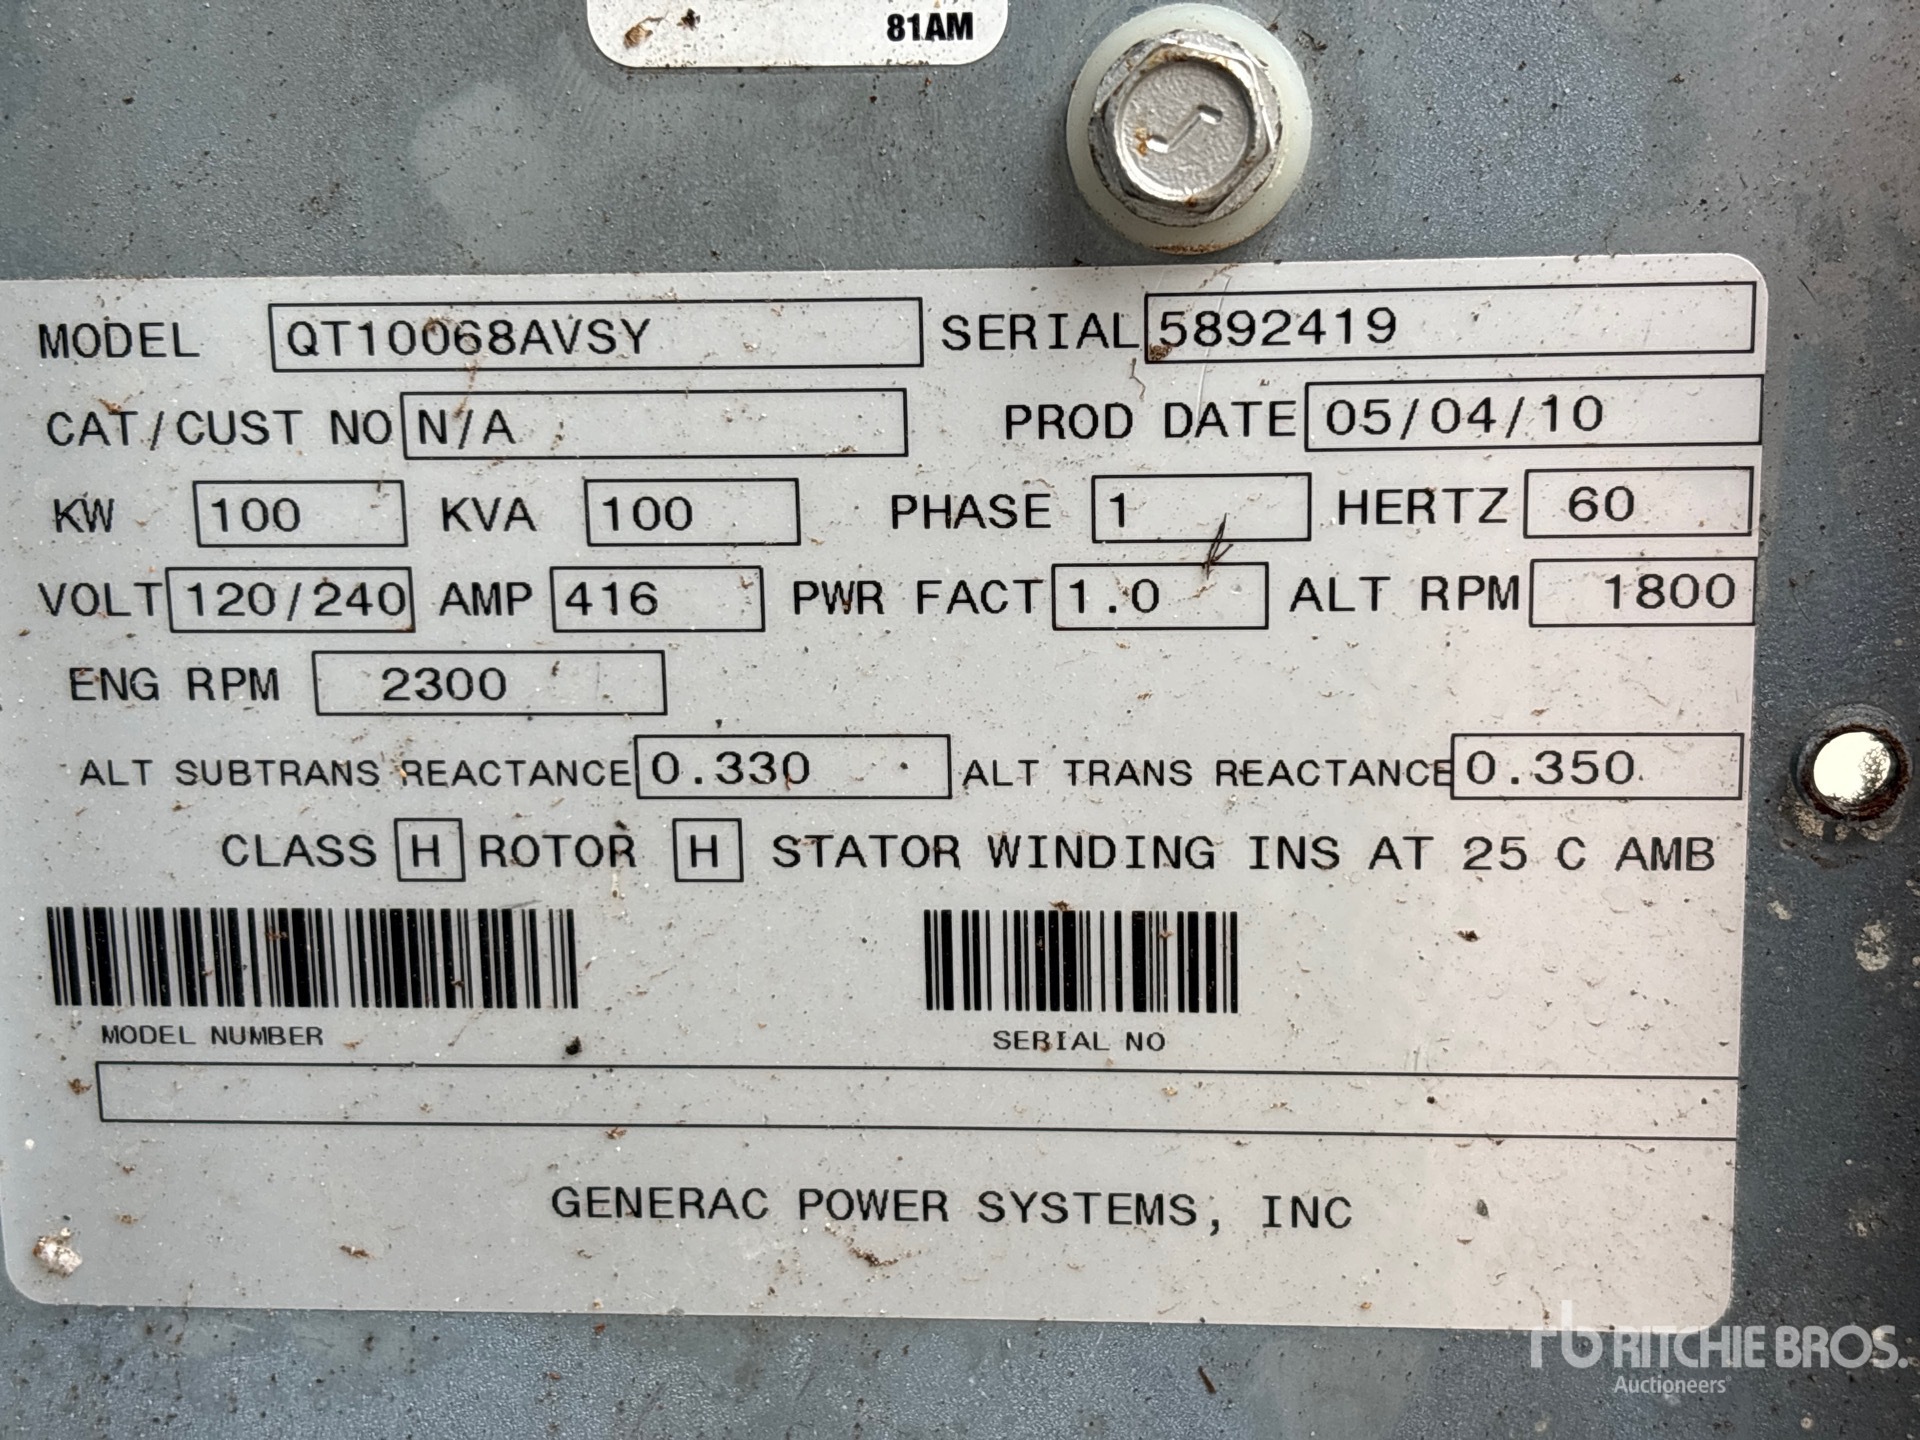 81AM
MODEL QT10068AVSY SERIAL 5892419
CAT/CUST NO N/A PROD DATE 05/04/10
KW 100 KVA 100 PHASE 1 HERTZ 60
VOLT 120/240 AMP 416 PWR FACT 1.0 ALT RPM 1800
ENG RPM 2300
ALT SUBTRANS REACTANCE 0.330 ALT TRANS REACTANCE 0.350
CLASS H ROTOR H STATOR WINDING INS AT 25 C AMB
MODEL NUMBER SERIAL NO
GENERAC POWER SYSTEMS, INC
rb RITCHIE BROS.
Auctioneers